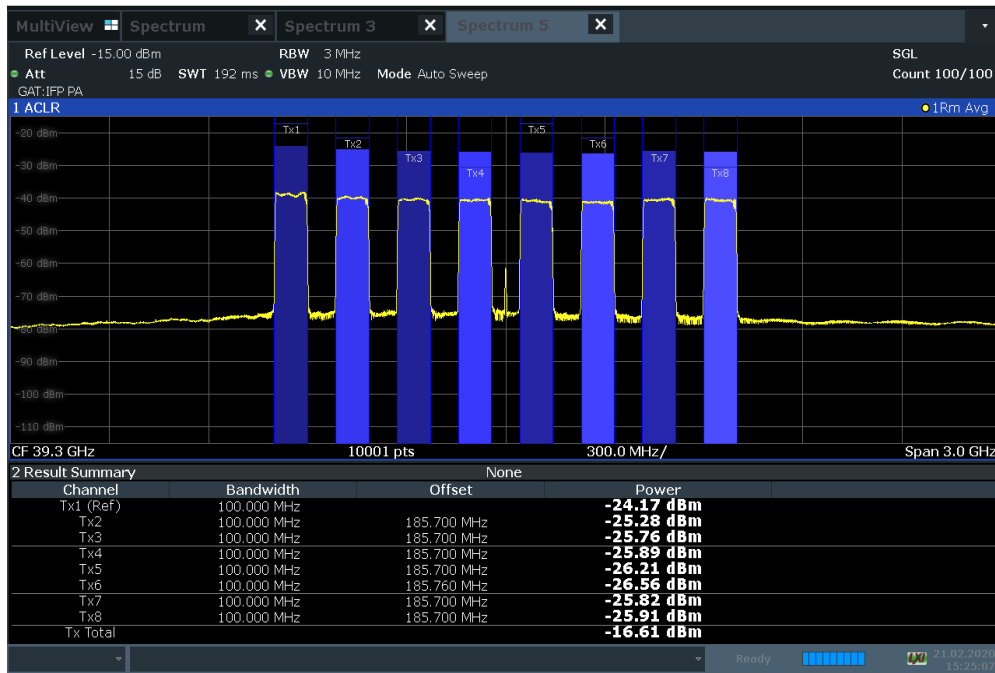 MultiView Spectrum X Spectrum 3 X Spectrum 5 X
Ref Level -15.00 dBm RBW 3 MHz SGL
Att 15 dB SWT 192 ms VBW 10 MHz Mode Auto Sweep Count 100/100
GAT:IFP PA
1 ACLR 1Rm Avg
Tx1 Tx2 Tx3 Tx4 Tx5 Tx6 Tx7 Tx8
-20 dBm
-30 dBm
-40 dBm
-50 dBm
-60 dBm
-70 dBm
-80 dBm
-90 dBm
-100 dBm
-110 dBm
CF 39.3 GHz 10001 pts 300.0 MHz/ Span 3.0 GHz
2 Result Summary None
Channel Bandwidth Offset Power
Tx1 (Ref) 100.000 MHz -24.17 dBm
Tx2 100.000 MHz 185.700 MHz -25.28 dBm
Tx3 100.000 MHz 185.700 MHz -25.76 dBm
Tx4 100.000 MHz 185.700 MHz -25.89 dBm
Tx5 100.000 MHz 185.700 MHz -26.21 dBm
Tx6 100.000 MHz 185.760 MHz -26.56 dBm
Tx7 100.000 MHz 185.700 MHz -25.82 dBm
Tx8 100.000 MHz 185.700 MHz -25.91 dBm
Tx Total -16.61 dBm
Ready 21.02.2020
15:25:07